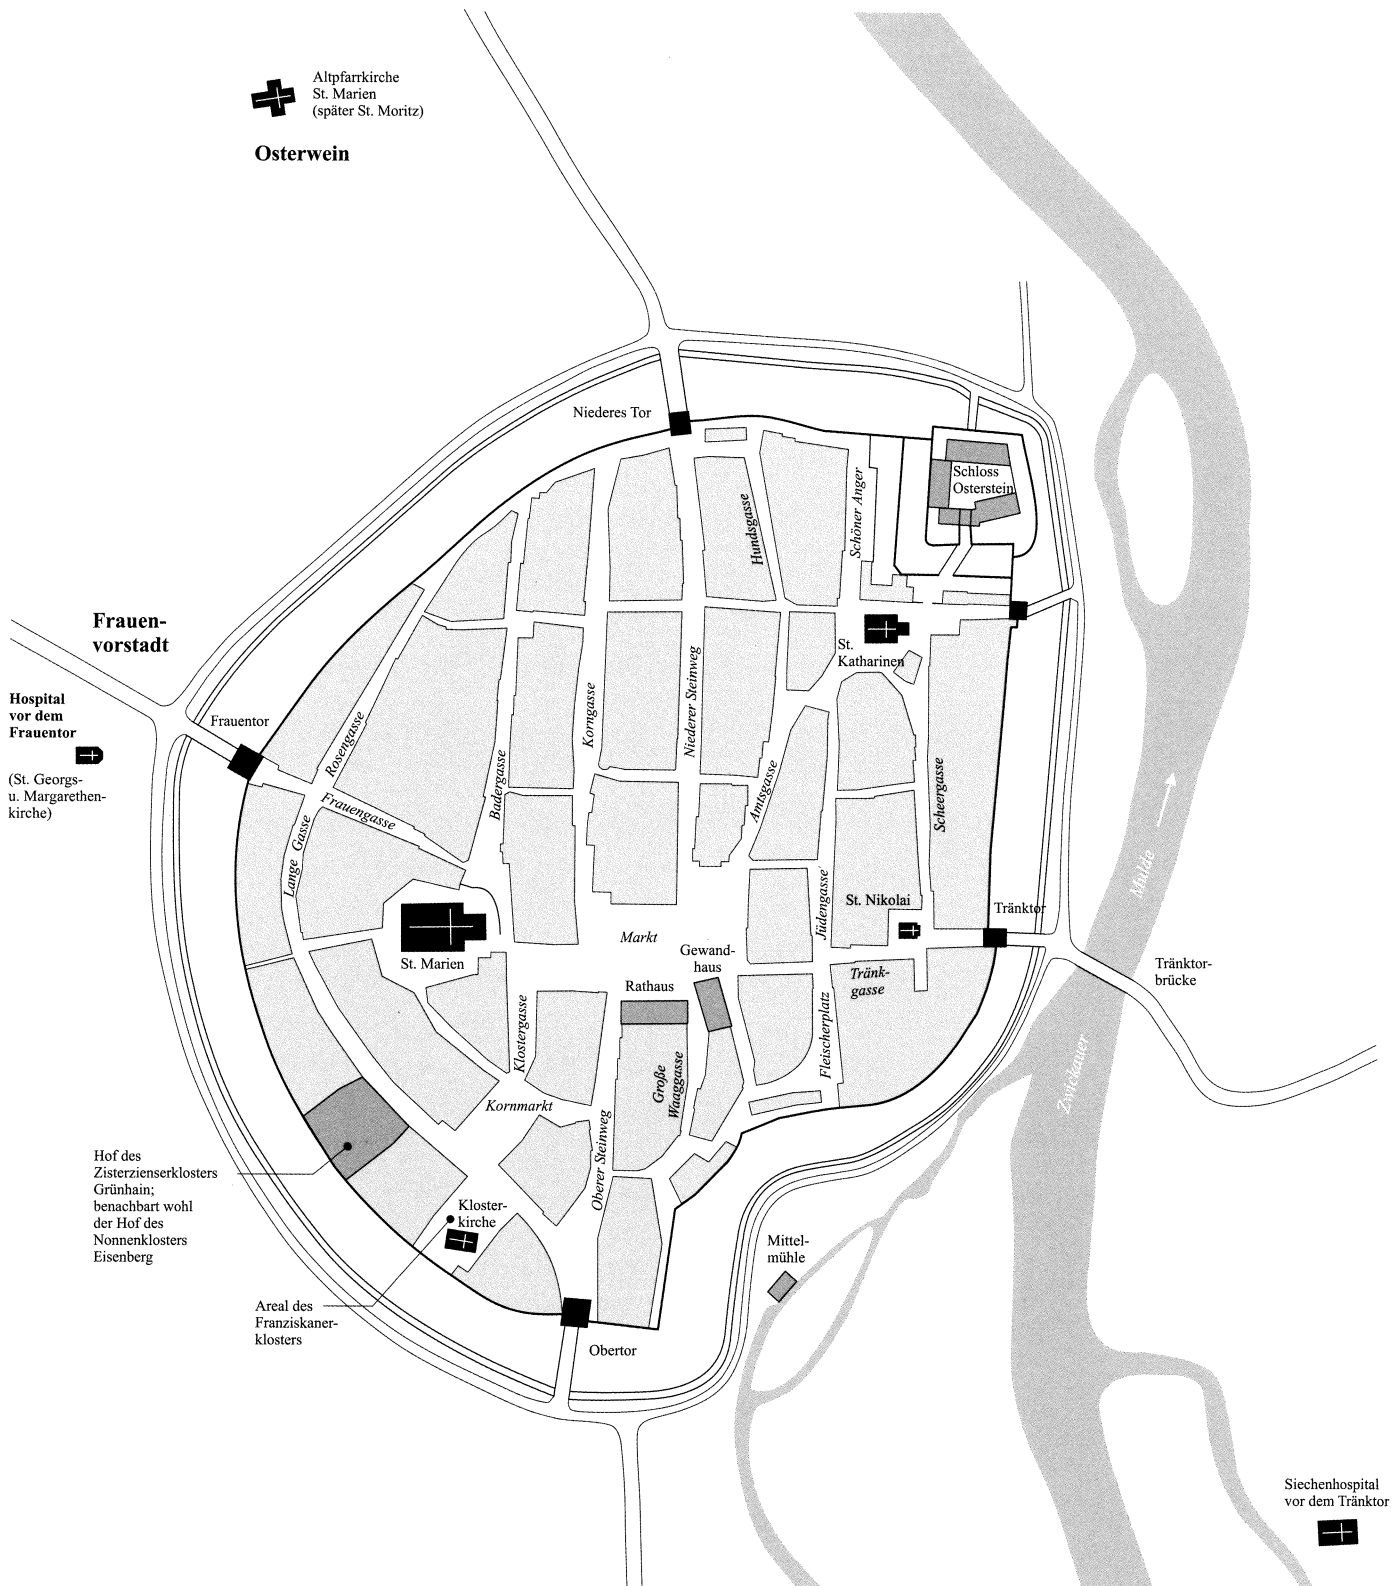 Altpfarrkirche
St. Marien
(später St. Moritz)
Osterwein
Niederes Tor
Schloss
Osterstein
Hundsgasse
Schöner Anger
Frauen-
vorstadt
St.
Katharinen
Hospital
vor dem
Frauentor
(St. Georgs-
u. Margarethen-
kirche)
Frauentor
Rosengasse
Frauengasse
Lange Gasse
Badergasse
Korngasse
Niederer Steinweg
Amtsgasse
Scheergasse
Jüdengasse
St. Nikolai
Tränktor
Mulde
Markt
Gewand-
haus
St. Marien
Rathaus
Tränk-
gasse
Tränktor-
brücke
Klostergasse
Fleischerplatz
Große
Waaggasse
Zwickauer
Kornmarkt
Oberer Steinweg
Hof des
Zisterzienserklosters
Grünhain;
benachbart wohl
der Hof des
Nonnenklosters
Eisenberg
Kloster-
kirche
Mittel-
mühle
Areal des
Franziskaner-
klosters
Obertor
Siechenhospital
vor dem Tränktor